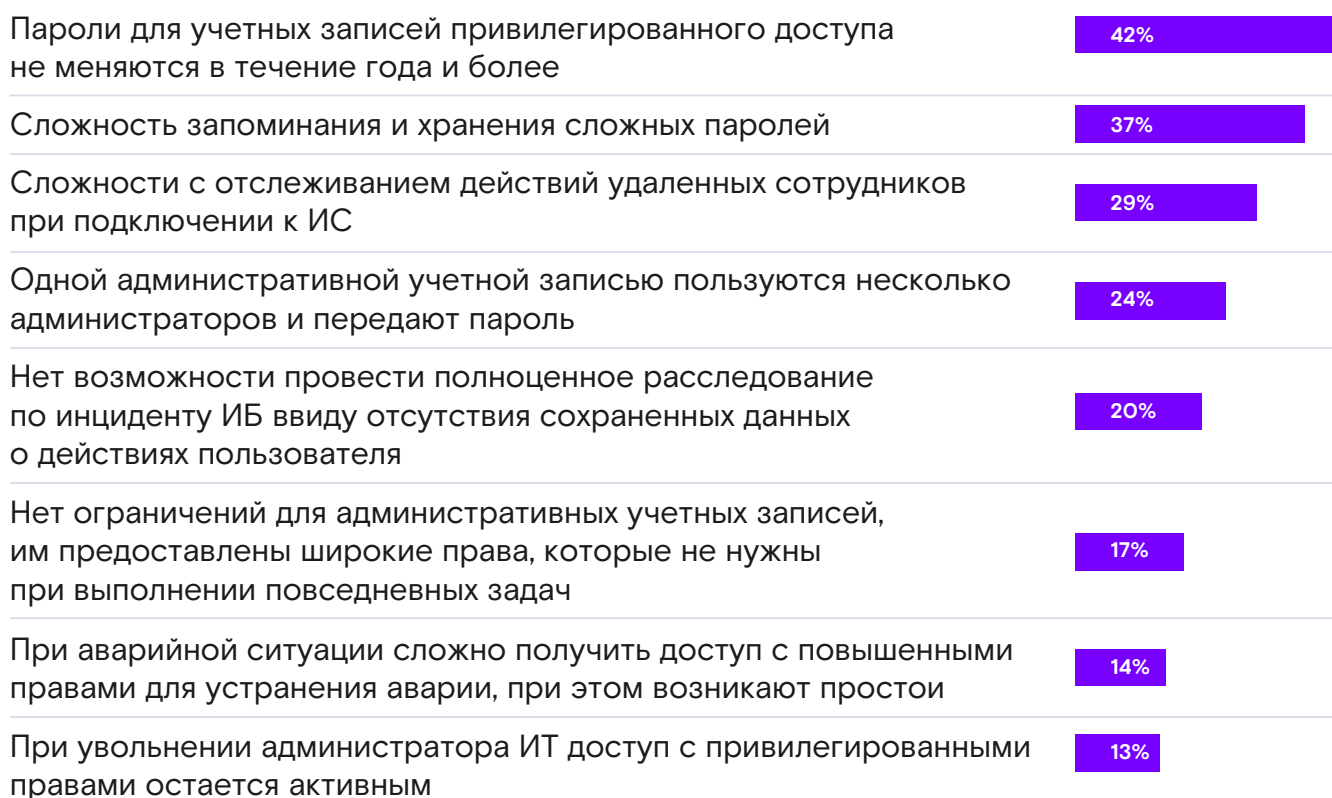 Пароли для учетных записей привилегированного доступа
не меняются в течение года и более
42%
Сложность запоминания и хранения сложных паролей
37%
Сложности с отслеживанием действий удаленных сотрудников
при подключении к ИС
29%
Одной административной учетной записью пользуются несколько
администраторов и передают пароль
24%
Нет возможности провести полноценное расследование
по инциденту ИБ ввиду отсутствия сохраненных данных
о действиях пользователя
20%
Нет ограничений для административных учетных записей,
им предоставлены широкие права, которые не нужны
при выполнении повседневных задач
17%
При аварийной ситуации сложно получить доступ с повышенными
правами для устранения аварии, при этом возникают простои
14%
При увольнении администратора ИТ доступ с привилегированными
правами остается активным
13%